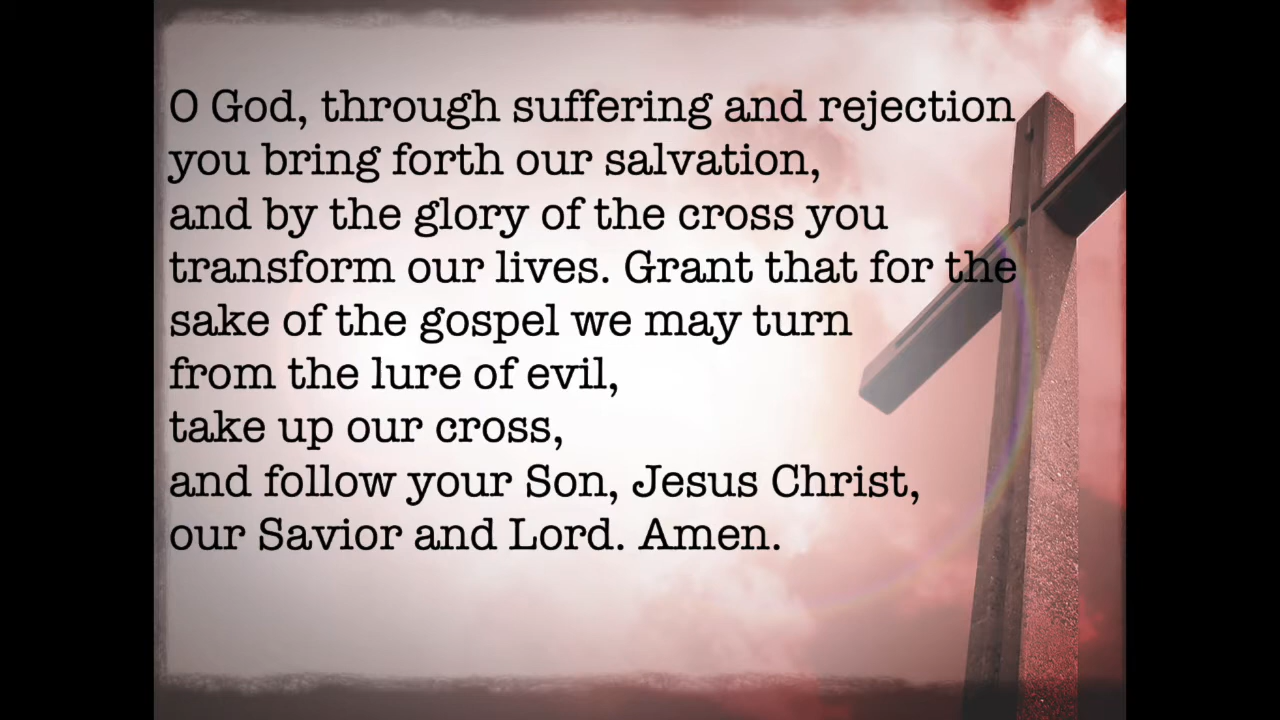 O God, through suffering and rejection
you bring forth our salvation,
and by the glory of the cross you
transform our lives. Grant that for the
sake of the gospel we may turn
from the lure of evil,
take up our cross,
and follow your Son, Jesus Christ,
our Savior and Lord. Amen.